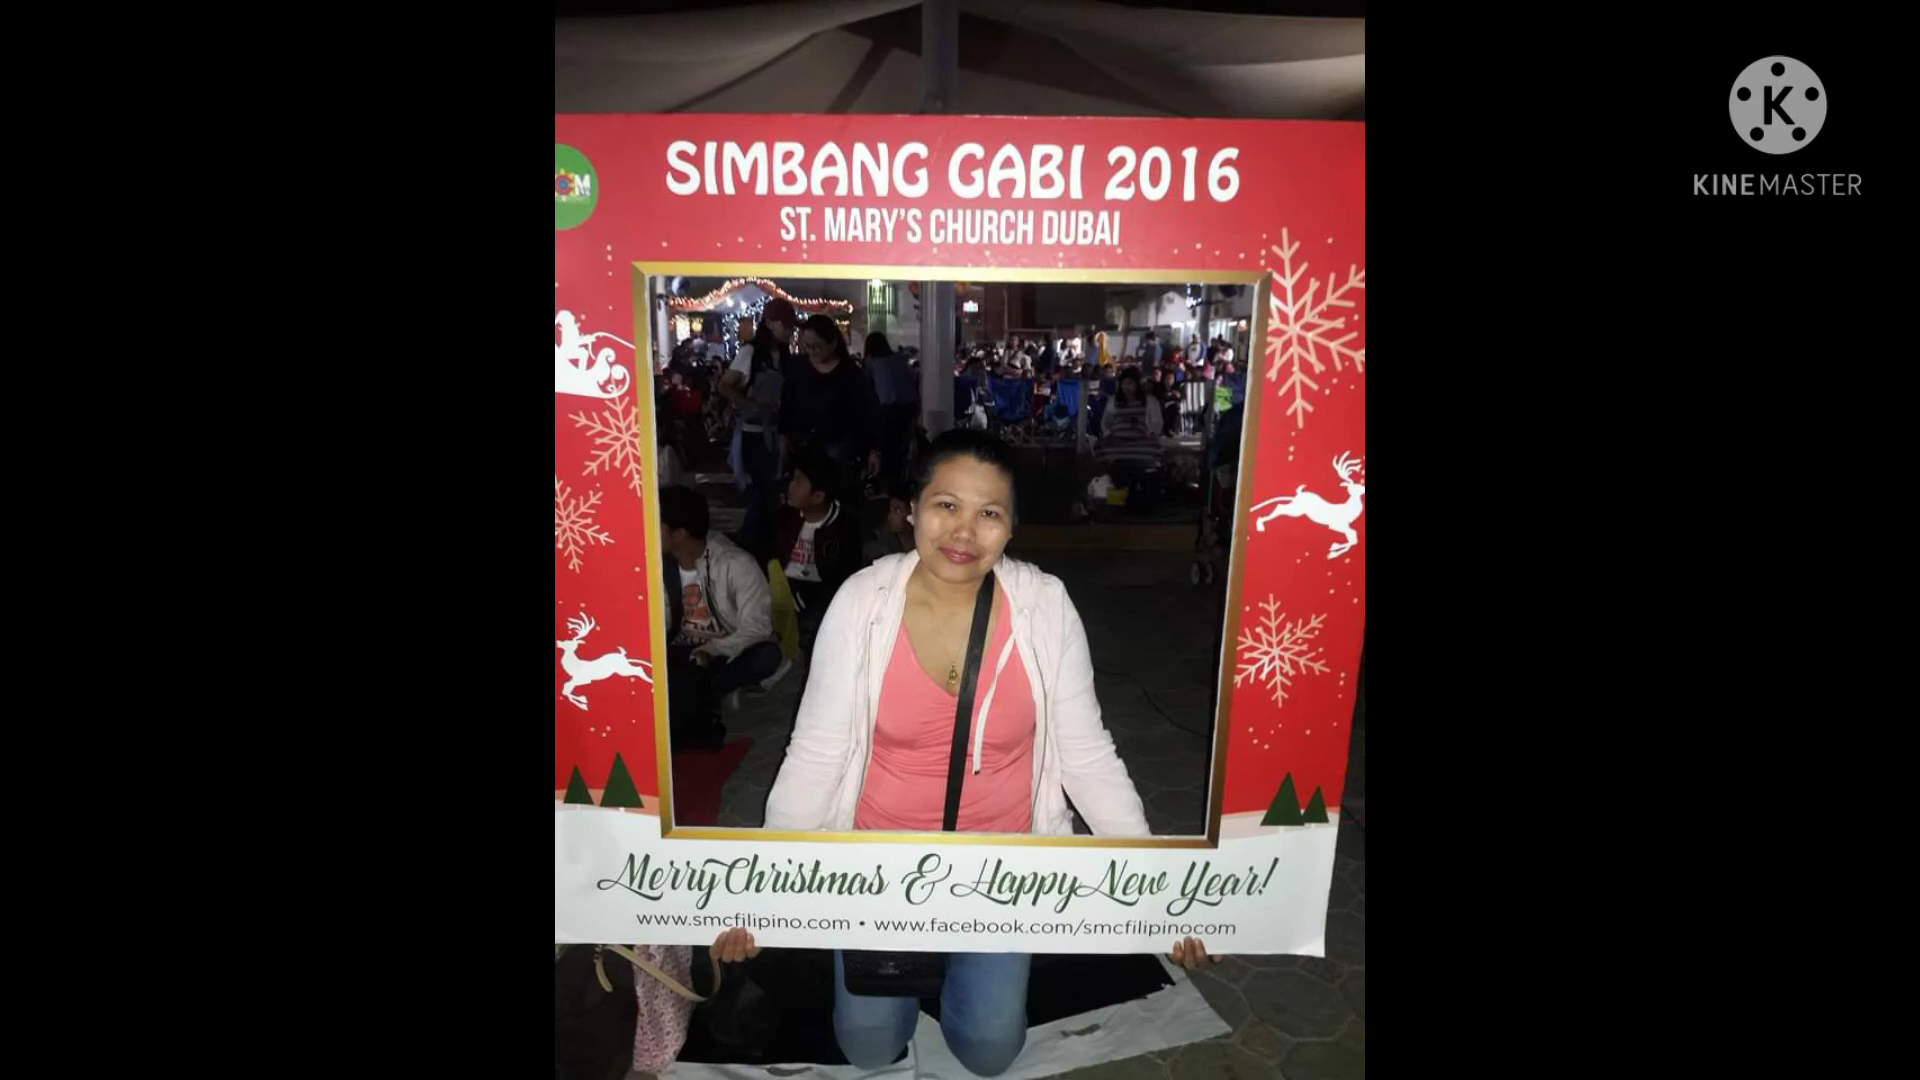 SIMBANG GABI 2016
ST. MARY'S CHURCH DUBAI
Merry Christmas & Happy New Year!
www.smcfilipino.com • www.facebook.com/smcfilipinocom
K
KINEMASTER